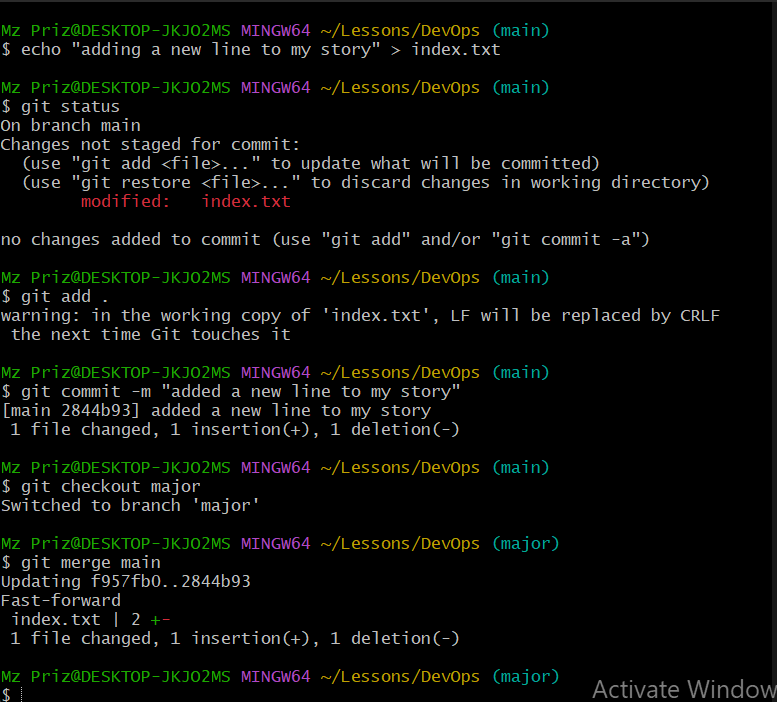 Mz Priz@DESKTOP-JKJO2MS MINGW64 ~/Lessons/DevOps (main)
$ echo "adding a new line to my story" > index.txt
Mz Priz@DESKTOP-JKJO2MS MINGW64 ~/Lessons/DevOps (main)
$ git status
On branch main
Changes not staged for commit:
  (use "git add <file>..." to update what will be committed)
  (use "git restore <file>..." to discard changes in working directory)
        modified:   index.txt
no changes added to commit (use "git add" and/or "git commit -a")
Mz Priz@DESKTOP-JKJO2MS MINGW64 ~/Lessons/DevOps (main)
$ git add .
warning: in the working copy of 'index.txt', LF will be replaced by CRLF
 the next time Git touches it
Mz Priz@DESKTOP-JKJO2MS MINGW64 ~/Lessons/DevOps (main)
$ git commit -m "added a new line to my story"
[main 2844b93] added a new line to my story
 1 file changed, 1 insertion(+), 1 deletion(-)
Mz Priz@DESKTOP-JKJO2MS MINGW64 ~/Lessons/DevOps (main)
$ git checkout major
Switched to branch 'major'
Mz Priz@DESKTOP-JKJO2MS MINGW64 ~/Lessons/DevOps (major)
$ git merge main
Updating f957fb0..2844b93
Fast-forward
 index.txt | 2 +-
 1 file changed, 1 insertion(+), 1 deletion(-)
Mz Priz@DESKTOP-JKJO2MS MINGW64 ~/Lessons/DevOps (major)
$
Activate Window